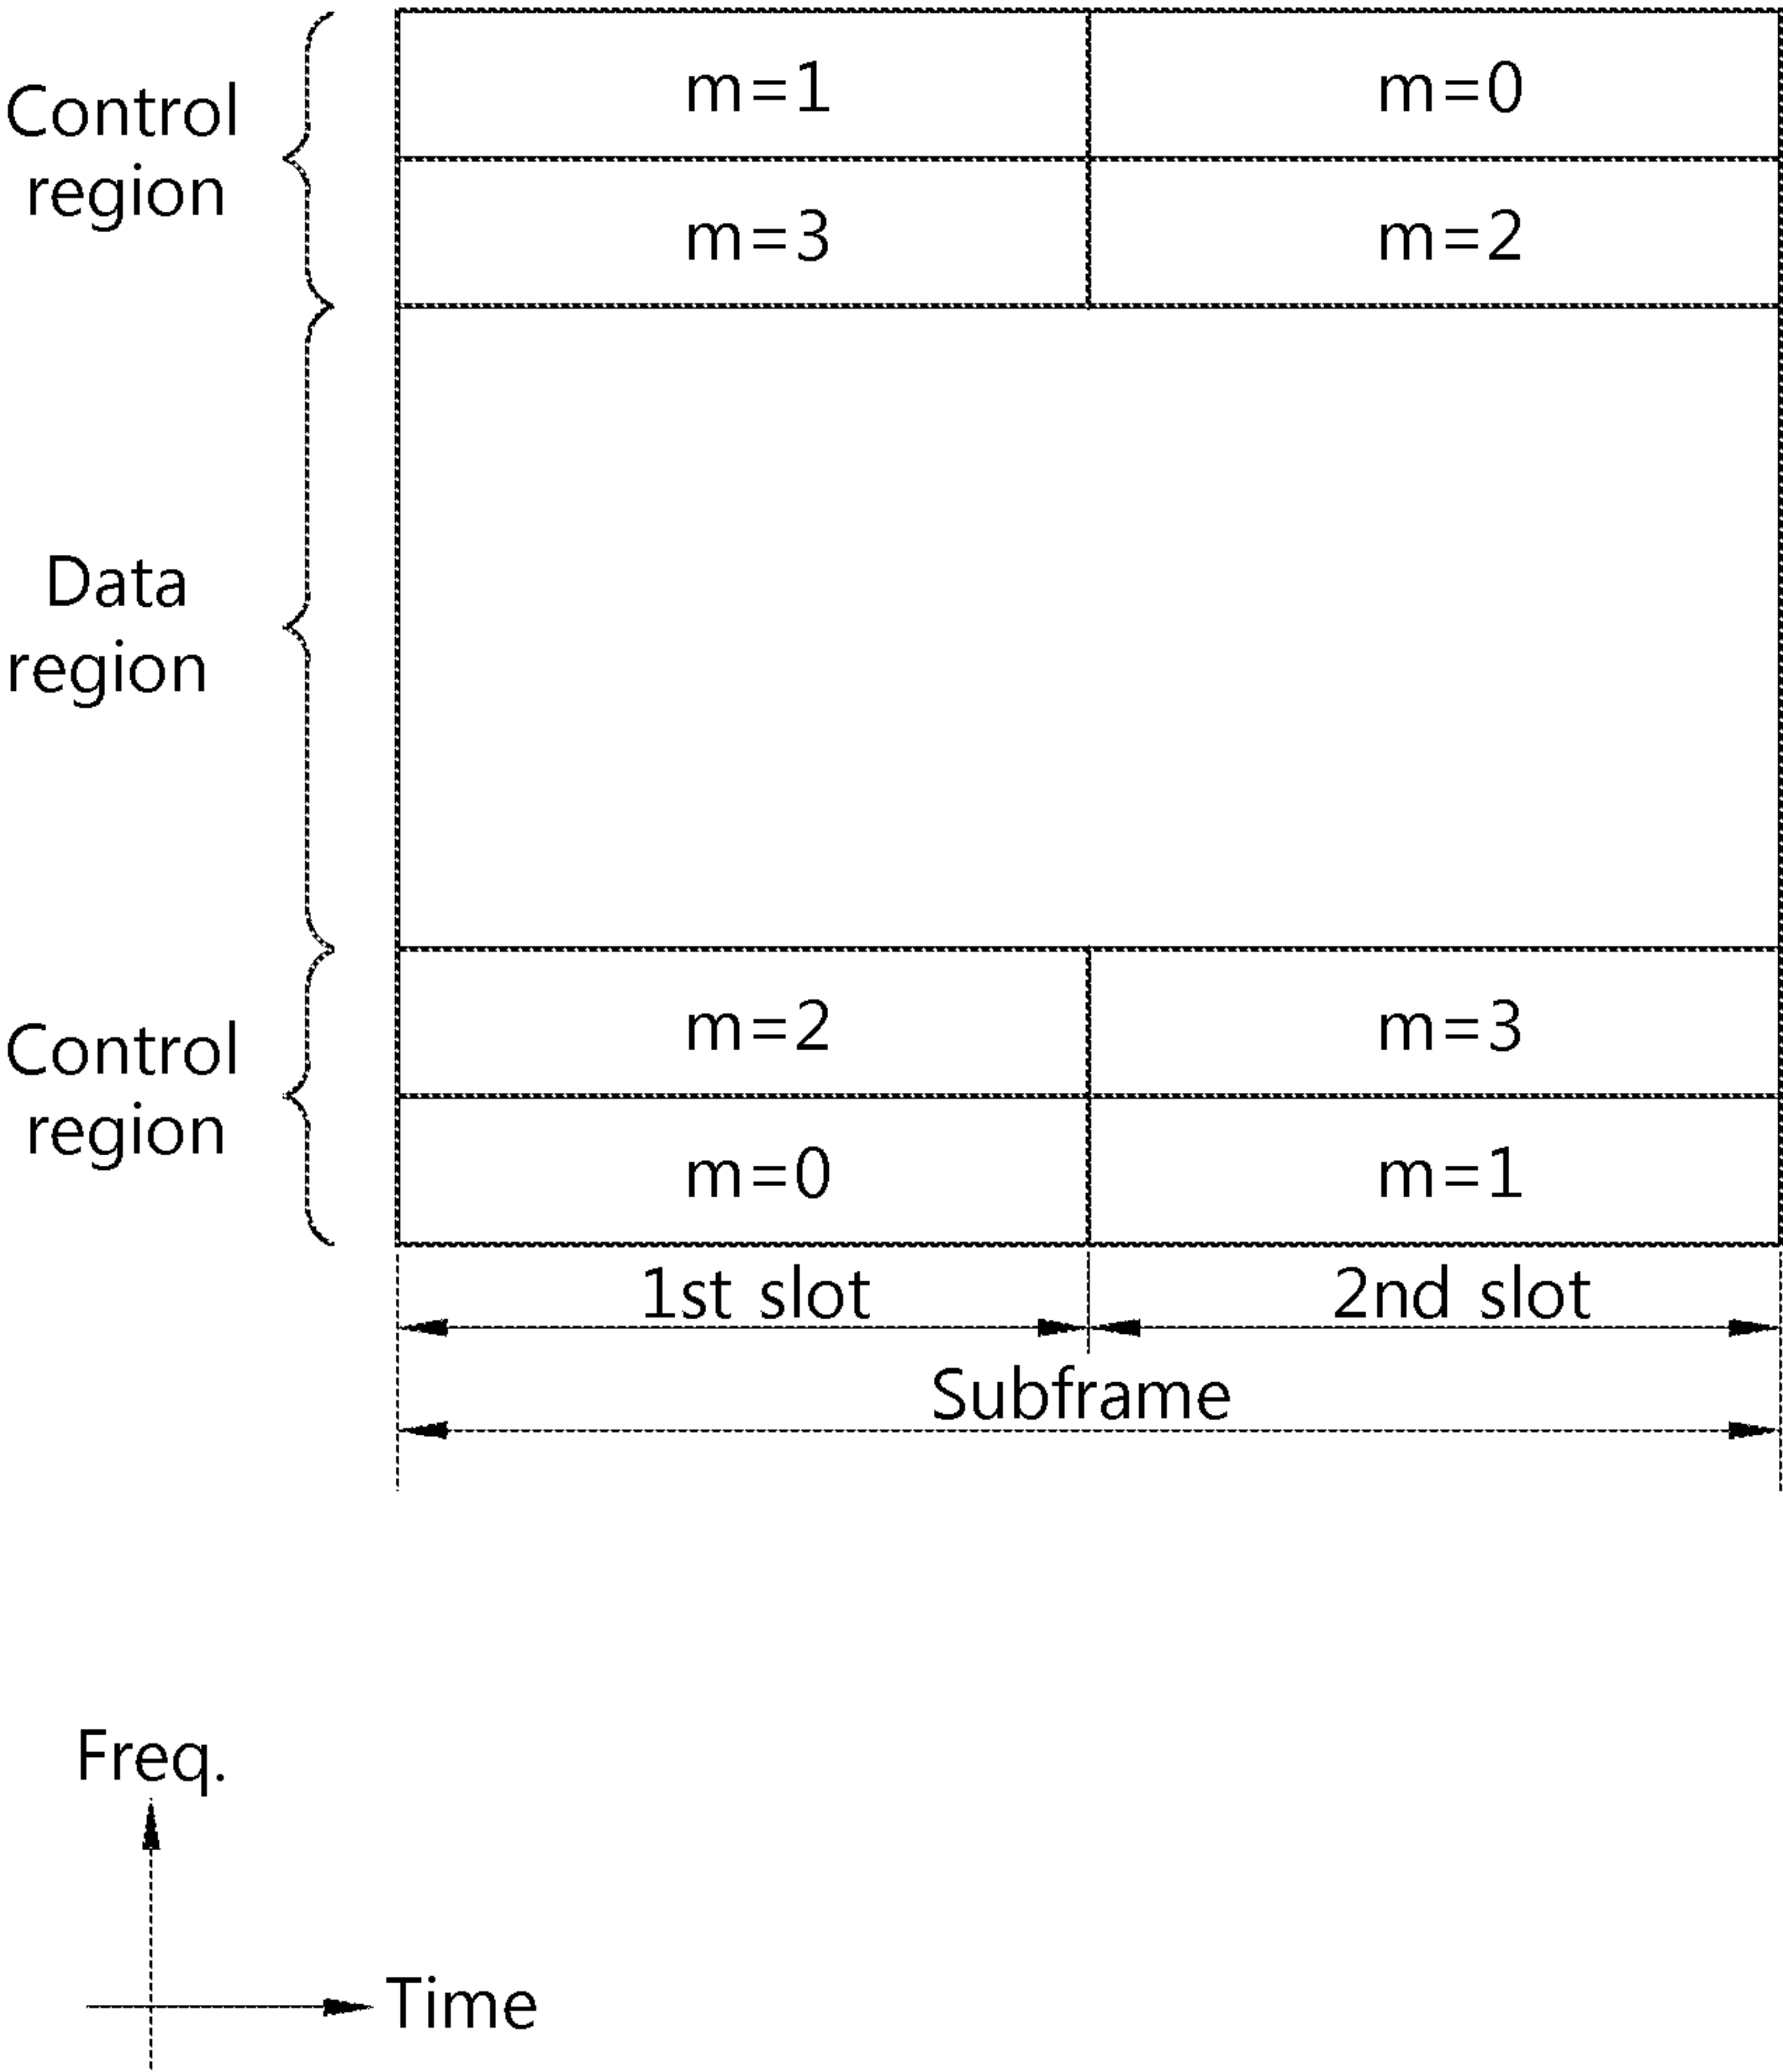 Control
region
m=1
m=0
m=3
m=2
Data
region
Control
region
m=2
m=3
m=0
m=1
1st slot
2nd slot
Subframe
Freq.
Time